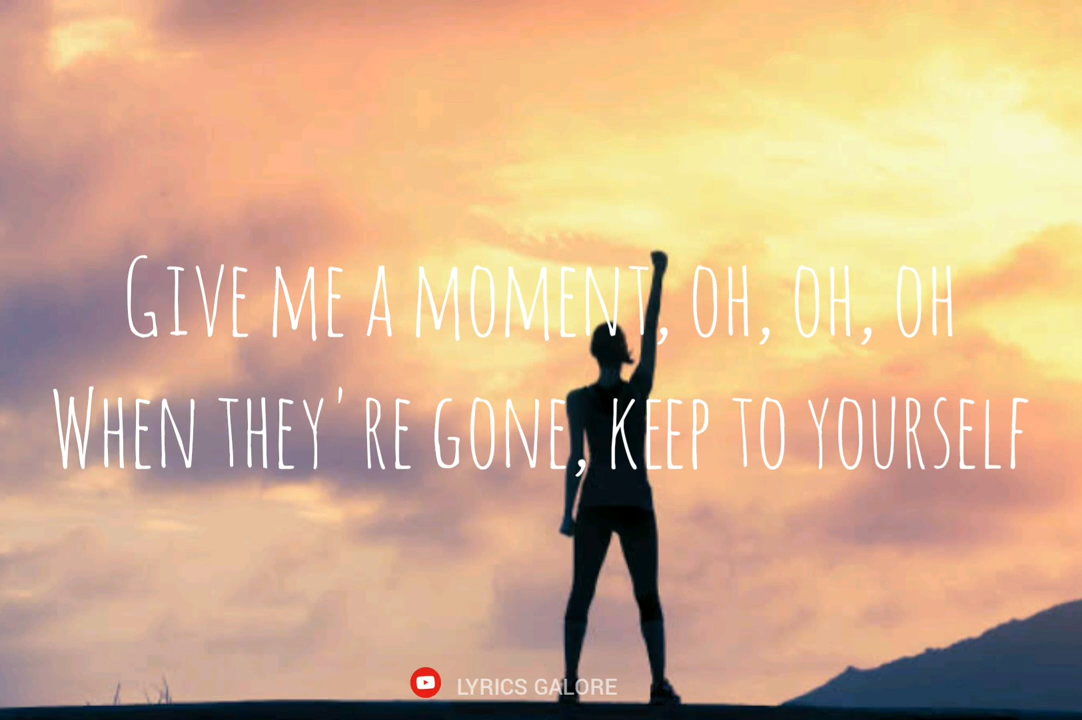 Give me a moment, oh, oh, oh
When they're gone, keep to yourself
LYRICS GALORE